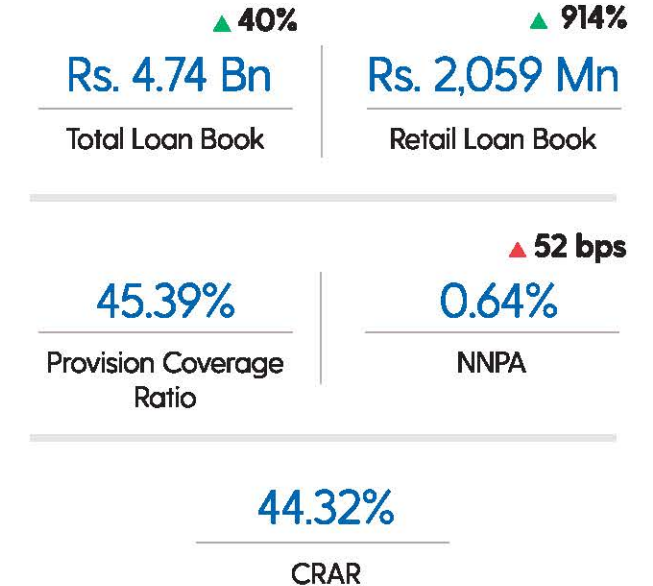 ▲ 40%
▲ 914%
Rs. 4.74 Bn
Rs. 2,059 Mn
Total Loan Book
Retail Loan Book
▲ 52 bps
45.39%
0.64%
Provision Coverage
Ratio
NNPA
44.32%
CRAR